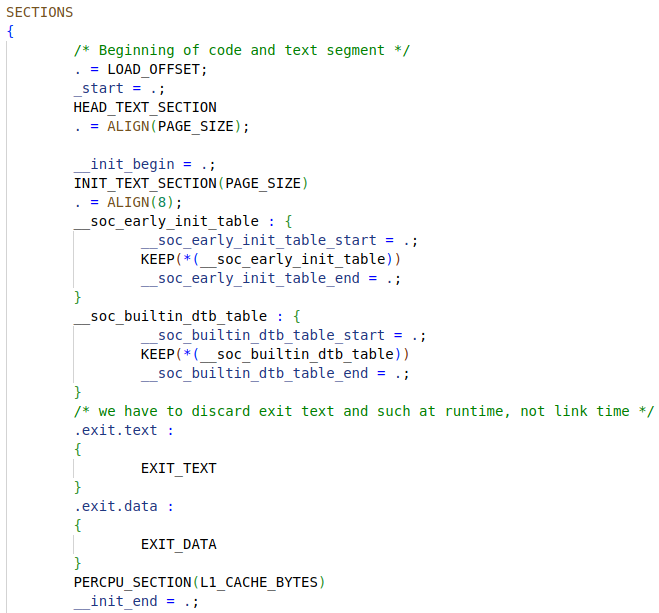 SECTIONS
{
/* Beginning of code and text segment */
. = LOAD_OFFSET;
_start = .;
HEAD_TEXT_SECTION
. = ALIGN(PAGE_SIZE);
__init_begin = .;
INIT_TEXT_SECTION(PAGE_SIZE)
. = ALIGN(8);
__soc_early_init_table : {
__soc_early_init_table_start = .;
KEEP(*(__soc_early_init_table))
__soc_early_init_table_end = .;
}
__soc_builtin_dtb_table : {
__soc_builtin_dtb_table_start = .;
KEEP(*(__soc_builtin_dtb_table))
__soc_builtin_dtb_table_end = .;
}
/* we have to discard exit text and such at runtime, not link time */
.exit.text :
{
EXIT_TEXT
}
.exit.data :
{
EXIT_DATA
}
PERCPU_SECTION(L1_CACHE_BYTES)
__init_end = .;